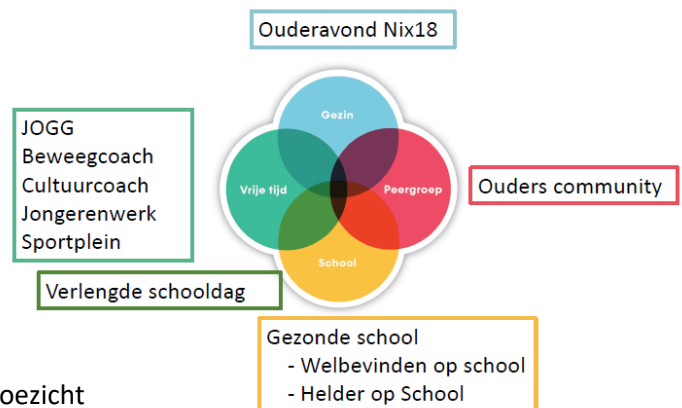 Ouderavond Nix18
Gezin
JOGG
Beweegcoach
Cultuurcoach
Jongerenwerk
Sportplein
Vrije tijd
Peergroep
Ouders community
School
Verlengde schooldag
Gezonde school
- Welbevinden op school
- Helder op School
oezicht